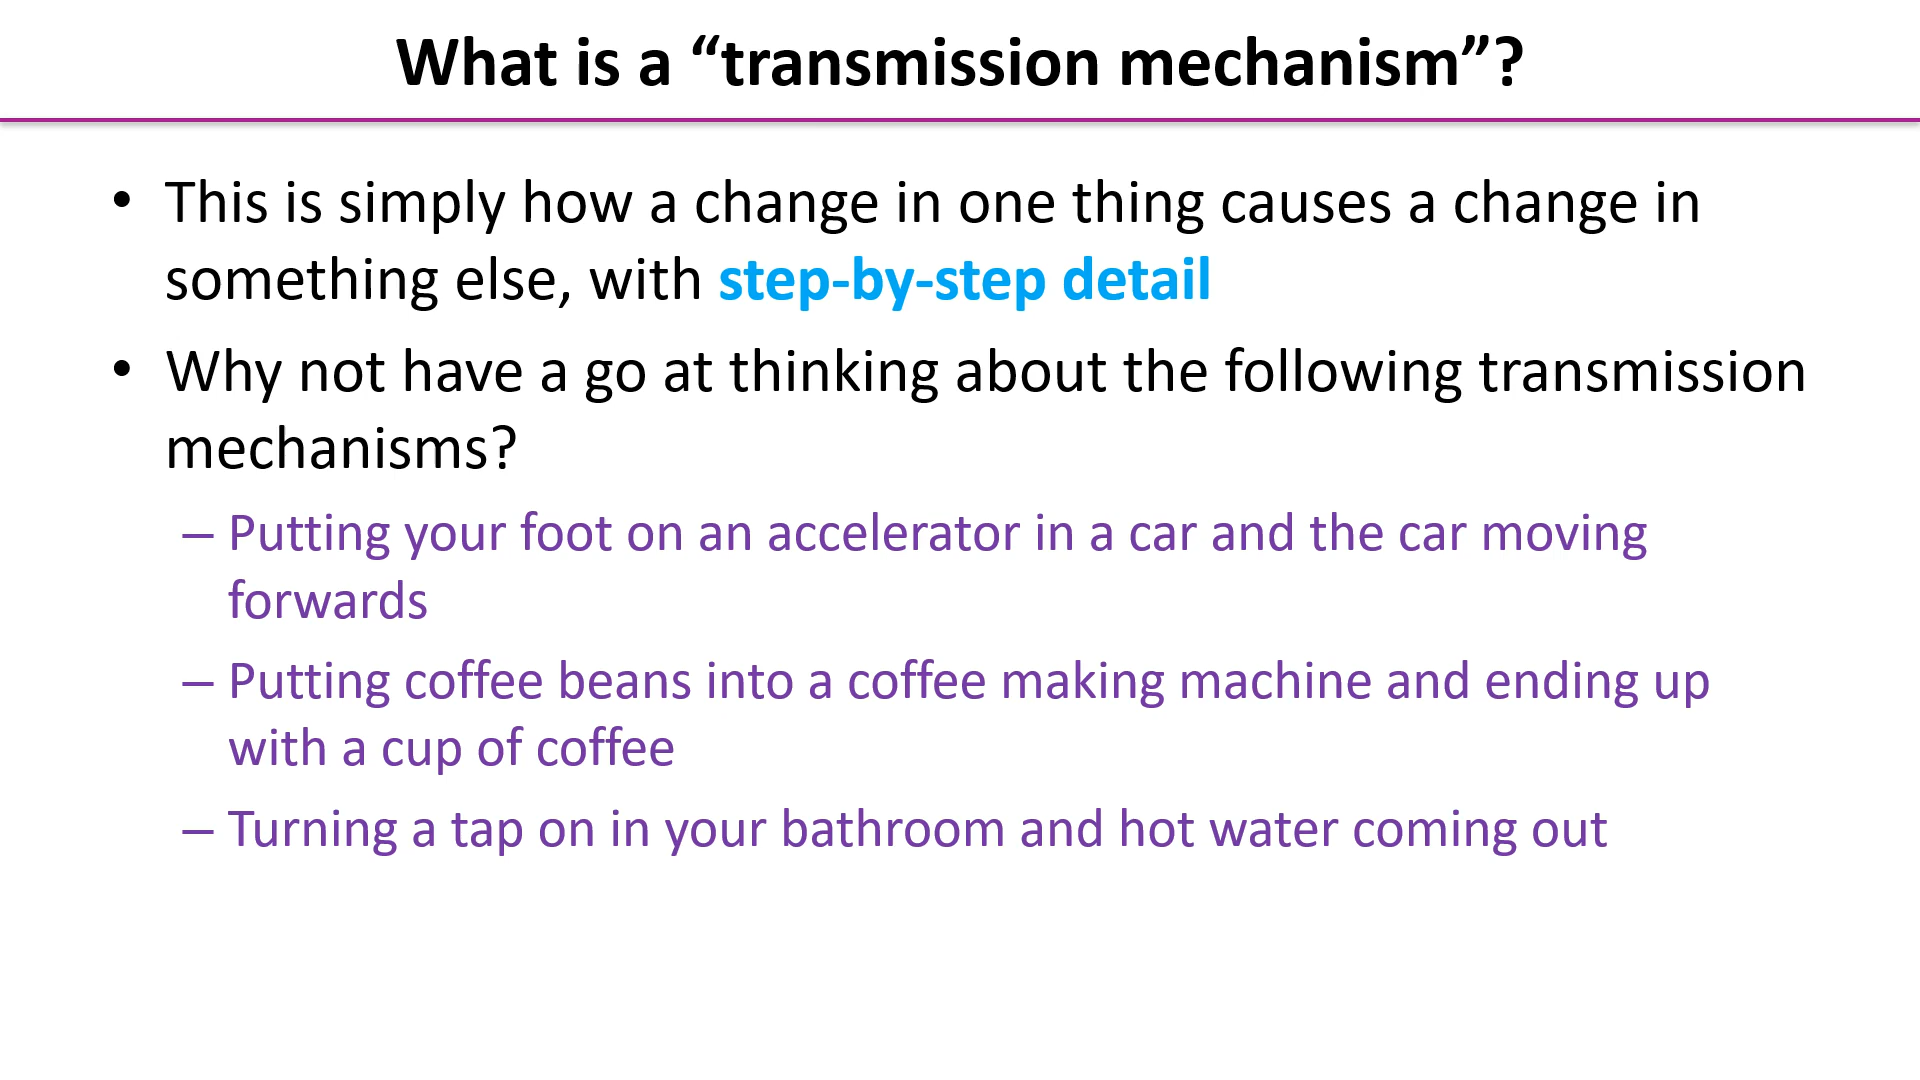 What is a “transmission mechanism”?
• This is simply how a change in one thing causes a change in
something else, with step-by-step detail
• Why not have a go at thinking about the following transmission
mechanisms?
– Putting your foot on an accelerator in a car and the car moving
forwards
– Putting coffee beans into a coffee making machine and ending up
with a cup of coffee
– Turning a tap on in your bathroom and hot water coming out